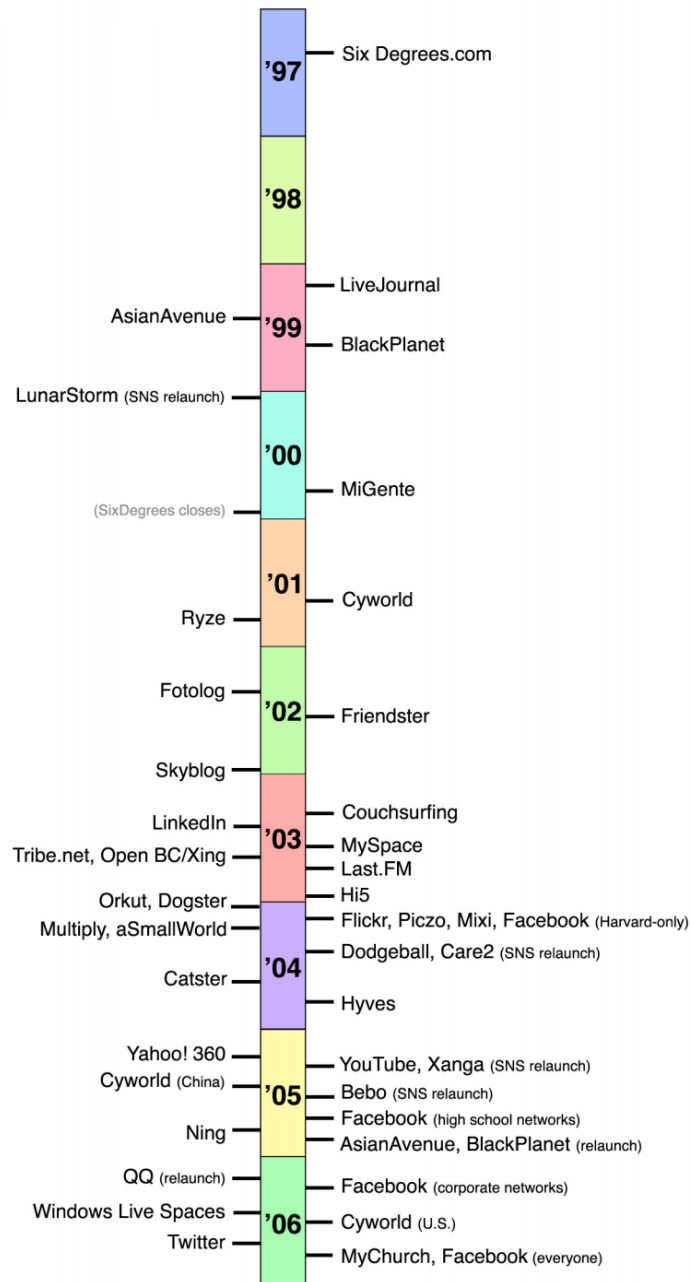 ’97
Six Degrees.com
’98
LiveJournal
AsianAvenue
’99
BlackPlanet
LunarStorm (SNS relaunch)
’00
MiGente
(SixDegrees closes)
’01
Cyworld
Ryze
Fotolog
’02
Friendster
Skyblog
Couchsurfing
LinkedIn
’03
MySpace
Tribe.net, Open BC/Xing
Last.FM
Hi5
Orkut, Dogster
Flickr, Piczo, Mixi, Facebook (Harvard-only)
Multiply, aSmallWorld
Dodgeball, Care2 (SNS relaunch)
’04
Catster
Hyves
Yahoo! 360
YouTube, Xanga (SNS relaunch)
Cyworld (China)
Bebo (SNS relaunch)
’05
Facebook (high school networks)
Ning
AsianAvenue, BlackPlanet (relaunch)
QQ (relaunch)
Facebook (corporate networks)
Windows Live Spaces
’06
Cyworld (U.S.)
Twitter
MyChurch, Facebook (everyone)